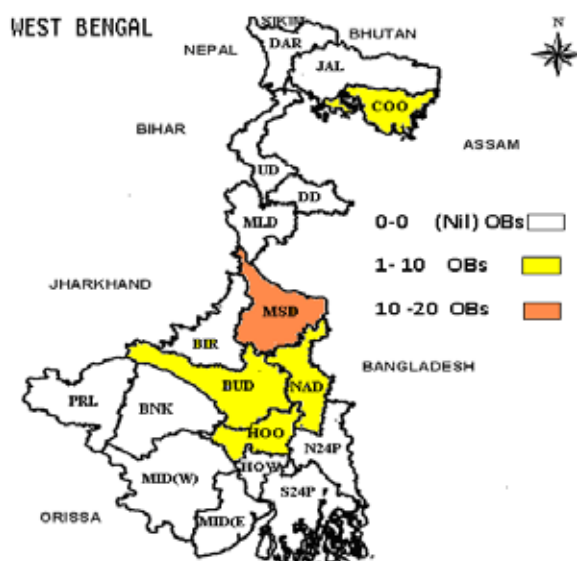 WEST BENGAL
N
SIKIN
BHUTAN
NEPAL
DAR
JAL
COO
BIHAR
ASSAM
UD
DD
MLD
0-0 (Nil) OBs
1- 10 OBs
10 -20 OBs
JHARKHAND
MSD
BIR
BANGLADESH
BUD
NAD
PRL
BNK
HOO
N24P
HOW
MID(W)
S24P
ORISSA
MID(E